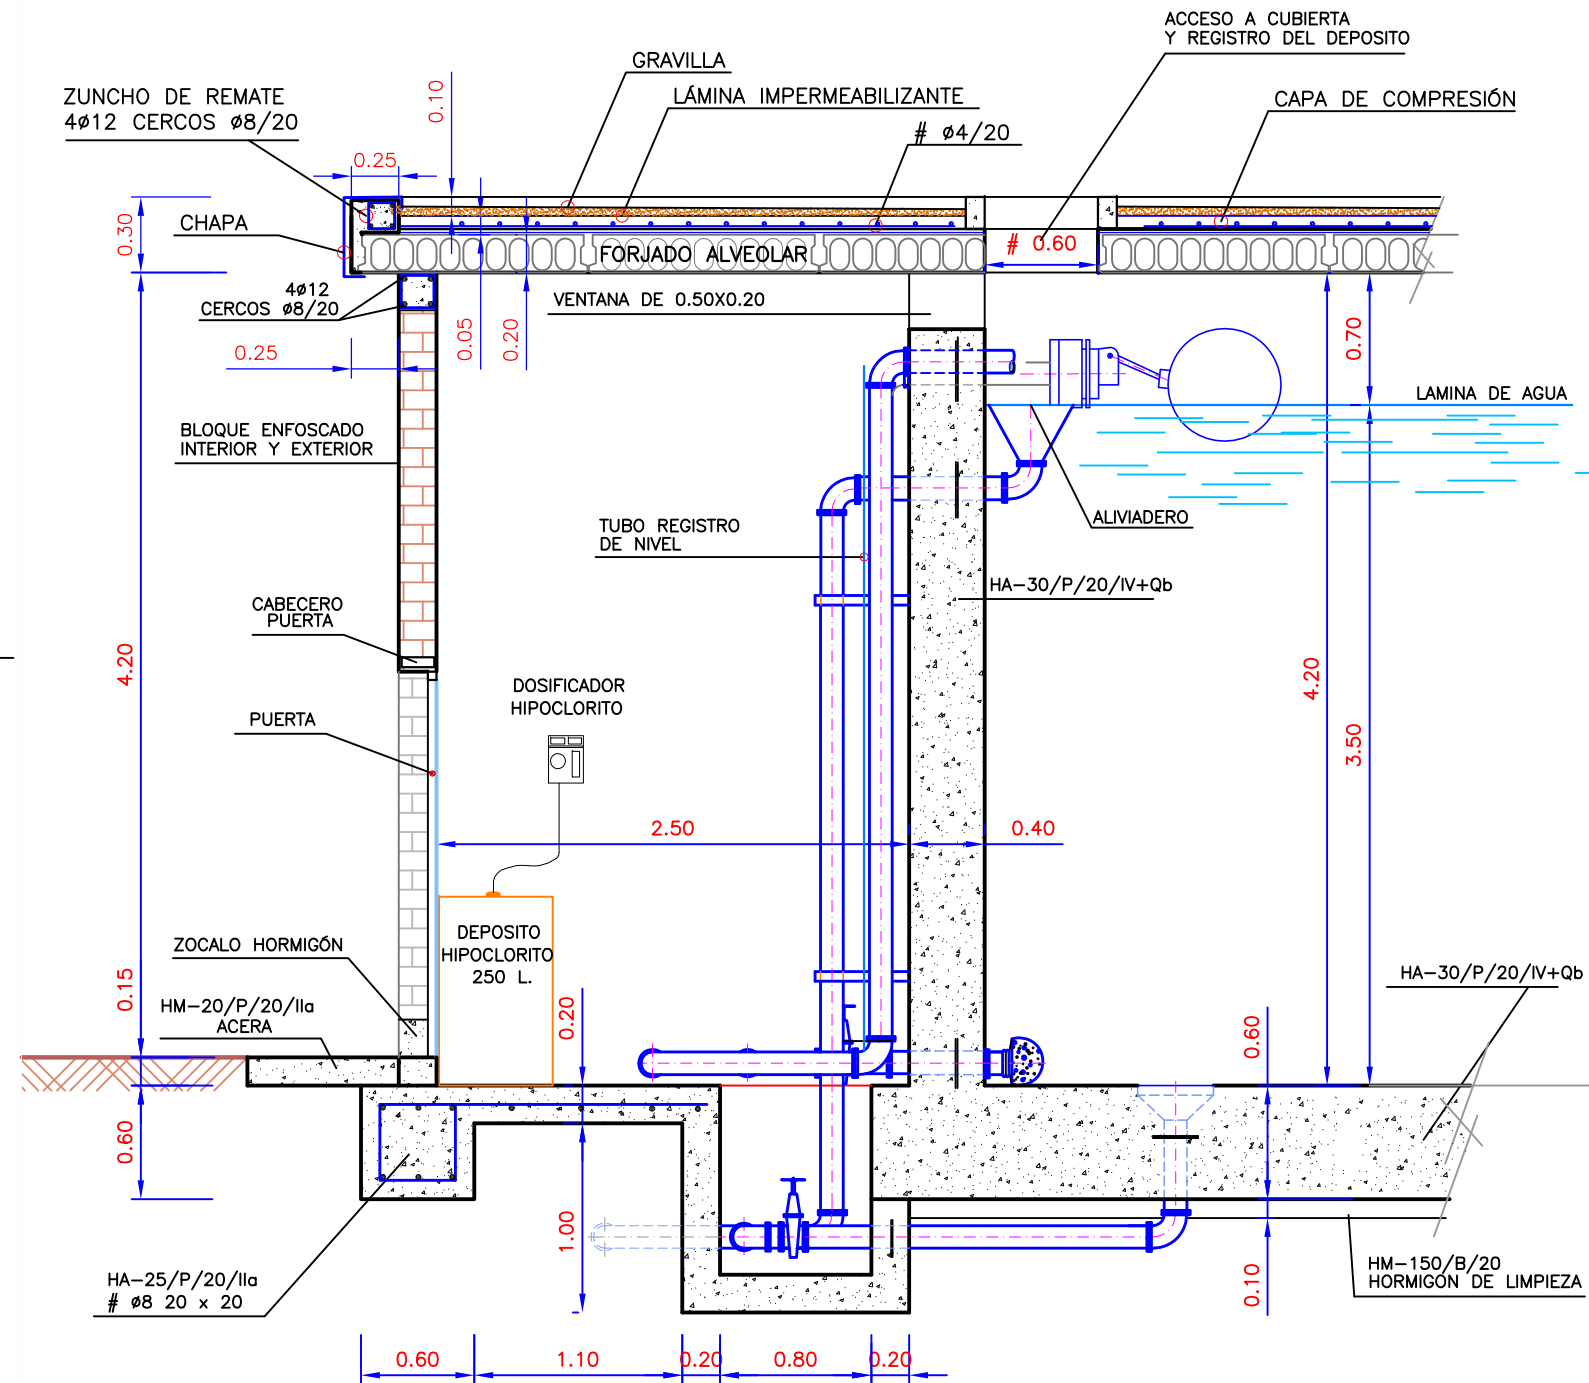 ACCESO A CUBIERTA
Y REGISTRO DEL DEPOSITO
GRAVILLA
ZUNCHO DE REMATE
4ø12 CERCOS ø8/20
0.10
LÁMINA IMPERMEABILIZANTE
CAPA DE COMPRESIÓN
# ø4/20
0.25
CHAPA
0.30
FORJADO ALVEOLAR
# 0.60
4ø12
CERCOS ø8/20
VENTANA DE 0.50X0.20
0.25
0.05
0.20
0.70
LAMINA DE AGUA
BLOQUE ENFOSCADO
INTERIOR Y EXTERIOR
TUBO REGISTRO
DE NIVEL
ALIVIADERO
HA-30/P/20/IV+Qb
CABECERO
PUERTA
4.20
DOSIFICADOR
HIPOCLORITO
PUERTA
4.20
3.50
2.50
0.40
DEPOSITO
HIPOCLORITO
250 L.
ZOCALO HORMIGÓN
0.15
HM-20/P/20/IIa
ACERA
0.20
HA-30/P/20/IV+Qb
0.60
0.60
1.00
0.10
HA-25/P/20/IIa
# ø8 20 x 20
HM-150/B/20
HORMIGON DE LIMPIEZA
0.60
1.10
0.20
0.80
0.20